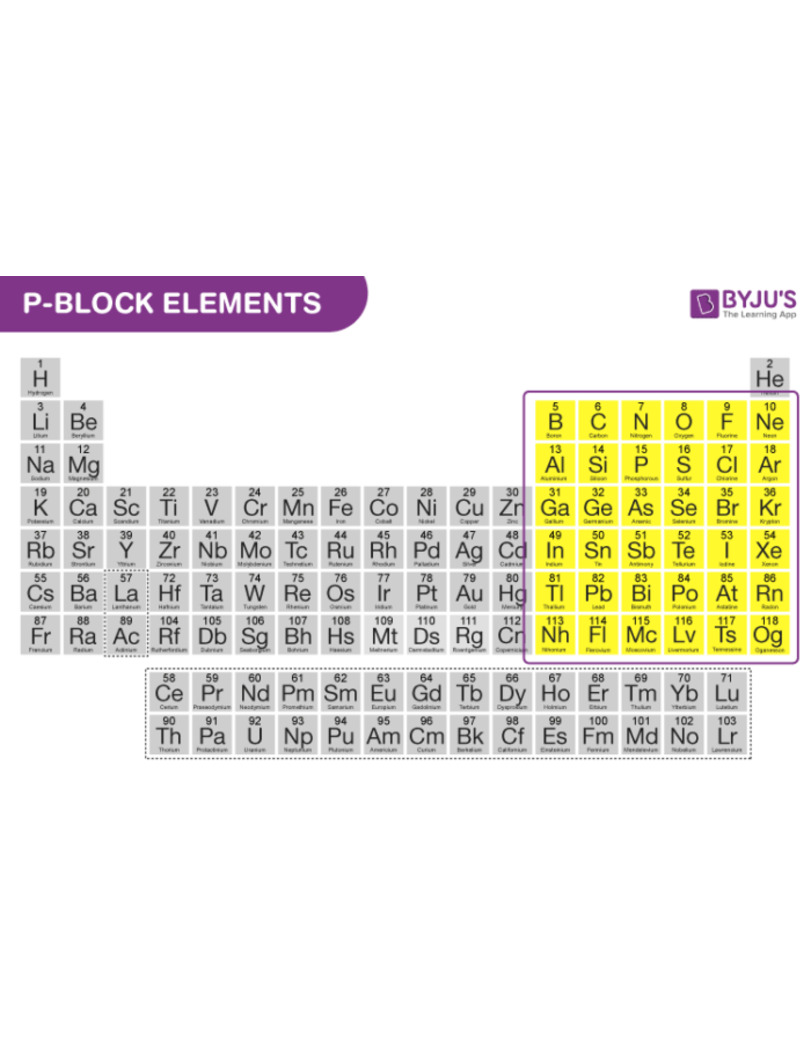 P-BLOCK ELEMENTS
BYJU'S
The Learning App
1 2
H He
Hydrogen
3 4 5 6 7 8 9 10
Li Be B C N O F Ne
Litium Beryllium Boron Carbon Nitrogen Oxygen Fluorine Neon
11 12 13 14 15 16 17 18
Na Mg Al Si P S Cl Ar
Sodium Magnesium Aluminium Silicon Phosphorous Sulfur Chlorine Argon
19 20 21 22 23 24 25 26 27 28 29 30 31 32 33 34 35 36
K Ca Sc Ti V Cr Mn Fe Co Ni Cu Zn Ga Ge As Se Br Kr
Potassium Calcium Scandium Titanium Vanadium Chromium Manganese Iron Cobalt Nickel Copper Zinc Gallium Germanium Arsenic Selenium Bromine Krypton
37 38 39 40 41 42 43 44 45 46 47 48 49 50 51 52 53 54
Rb Sr Y Zr Nb Mo Tc Ru Rh Pd Ag Cd In Sn Sb Te I Xe
Rubidium Strontium Yttrium Zirconium Niobium Molybdenum Technetium Rhodium Palladium Silver Cadmium Indium Tin Antimony Tellurium Iodine Xenon
55 56 57 72 73 74 75 76 77 78 79 80 81 82 83 84 85 86
Cs Ba La Hf Ta W Re Os Ir Pt Au Hg Tl Pb Bi Po At Rn
Caesium Barium Lanthanum Hafnium Tantalum Tungsten Rhenium Osmium Iridium Platinum Gold Mercury Thallium Lead Bismuth Polonium Astatine Radon
87 88 89 104 105 106 107 108 109 110 111 112 113 114 115 116 117 118
Fr Ra Ac Rf Db Sg Bh Hs Mt Ds Rg Cn Nh Fl Mc Lv Ts Og
Francium Radium Actinium Rutherfordium Dubnium Seaborgium Bohrium Hassium Meitnerium Darmstadtium Roentgenium Nihonium Flerovium Moscovium Livermorium Tennessine Oganesson
58 59 60 61 62 63 64 65 66 67 68 69 70 71
Ce Pr Nd Pm Sm Eu Gd Tb Dy Ho Er Tm Yb Lu
Cerium Praseodymium Neodymium Promethium Samarium Europium Gadolinium Terbium Dysprosium Holmium Erbium Thulium Ytterbium Lutetium
90 91 92 93 94 95 96 97 98 99 100 101 102 103
Th Pa U Np Pu Am Cm Bk Cf Es Fm Md No Lr
Thorium Protactinium Uranium Neptunium Plutonium Americium Curium Berkelium Californium Einsteinium Fermium Mendelevium Nobelium Lawrencium